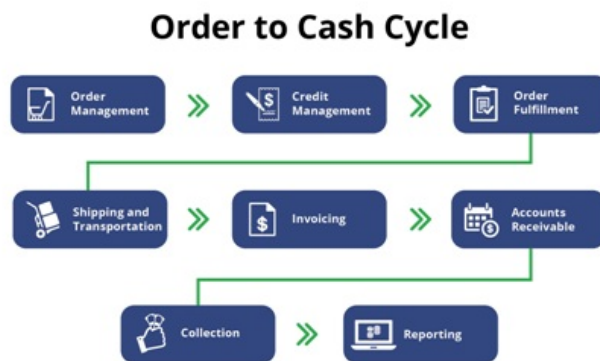 Order to Cash Cycle
Order
Management
Credit
Management
Order
Fulfillment
Shipping and
Transportation
Invoicing
Accounts
Receivable
Collection
Reporting